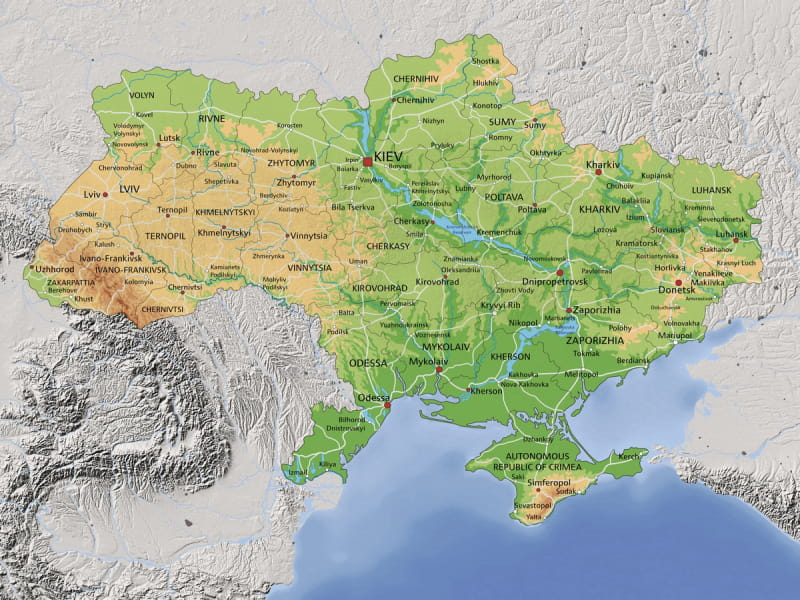 Shostka
CHERNIHIV
Hlukhiv
VOLYN
Chernihiv
Konotop
Kovel
RIVNE
Nizhyn
SUMY
Sumy
Volodymyr
Volynskyi
Korosten
Novovolynsk
Lutsk
Romny
Pryluky
Rivne
Novohrad-Volynskyi
Okhtyrka
KIEV
Irpin
Boryspil
Chervonohrad
Dubno
Slavuta
ZHYTOMYR
Boiarka
Kharkiv
Vasylkiv
Shepetivka
Zhytomyr
Fastiv
Pereiaslav
Khmelnytskyi
Myrhorod
Chuhoiv
Kupiansk
Lubny
LUHANSK
Lviv
LVIV
Berdychiv
POLTAVA
Zolotonosha
Balakliia
Bila Tserkva
Poltava
KHARKIV
Kreminna
Sambir
Ternopil
KHMELNYTSKYI
Koziatyn
Izium
Sievierodonetsk
Drohobych
Stryi
Khmelnytskyi
Cherkasy
Kremenchuk
Lozova
Sloviansk
Luhansk
TERNOPIL
Vinnytsia
Smila
Kramatorsk
Kalush
CHERKASY
Stakhanov
Ivano-Frankivsk
Zhmerynka
Znamianka
Novomoskovsk
Kostiantynivka
Krasnyi Luch
Uzhhorod
IVANO-FRANKIVSK
Kamianets
Podilskyi
VINNYTSIA
Uman
Oleksandriia
Pavlohrad
Horlivka
Yenakiieve
ZAKARPATTIA
Kolomyia
Mohyliv
Podilskyi
Kirovohrad
Dnipropetrovsk
Makiivka
Berehove
Chernivtsi
KIROVOHRAD
Zhovti Vody
Donetsk
Khust
Pervomaisk
Kryvyi Rih
CHERNIVTSI
Balta
Zaporizhia
Yuzhnoukrainsk
Nikopol
Marhanets
Volnovakha
Podilsk
Voznesensk
Polohy
Mariupol
MYKOLAIV
ZAPORIZHIA
ODESSA
Mykolaiv
KHERSON
Tokmak
Berdiansk
Kakhovka
Melitopol
Nova Kakhovka
Kherson
Odessa
Bilhorod
Dnistrovskyi
Dzhankoy
AUTONOMOUS
REPUBLIC OF CRIMEA
Kerch
Izmail
Kiliya
Saki
Simferopol
Sudak
Sevastopol
Yalta